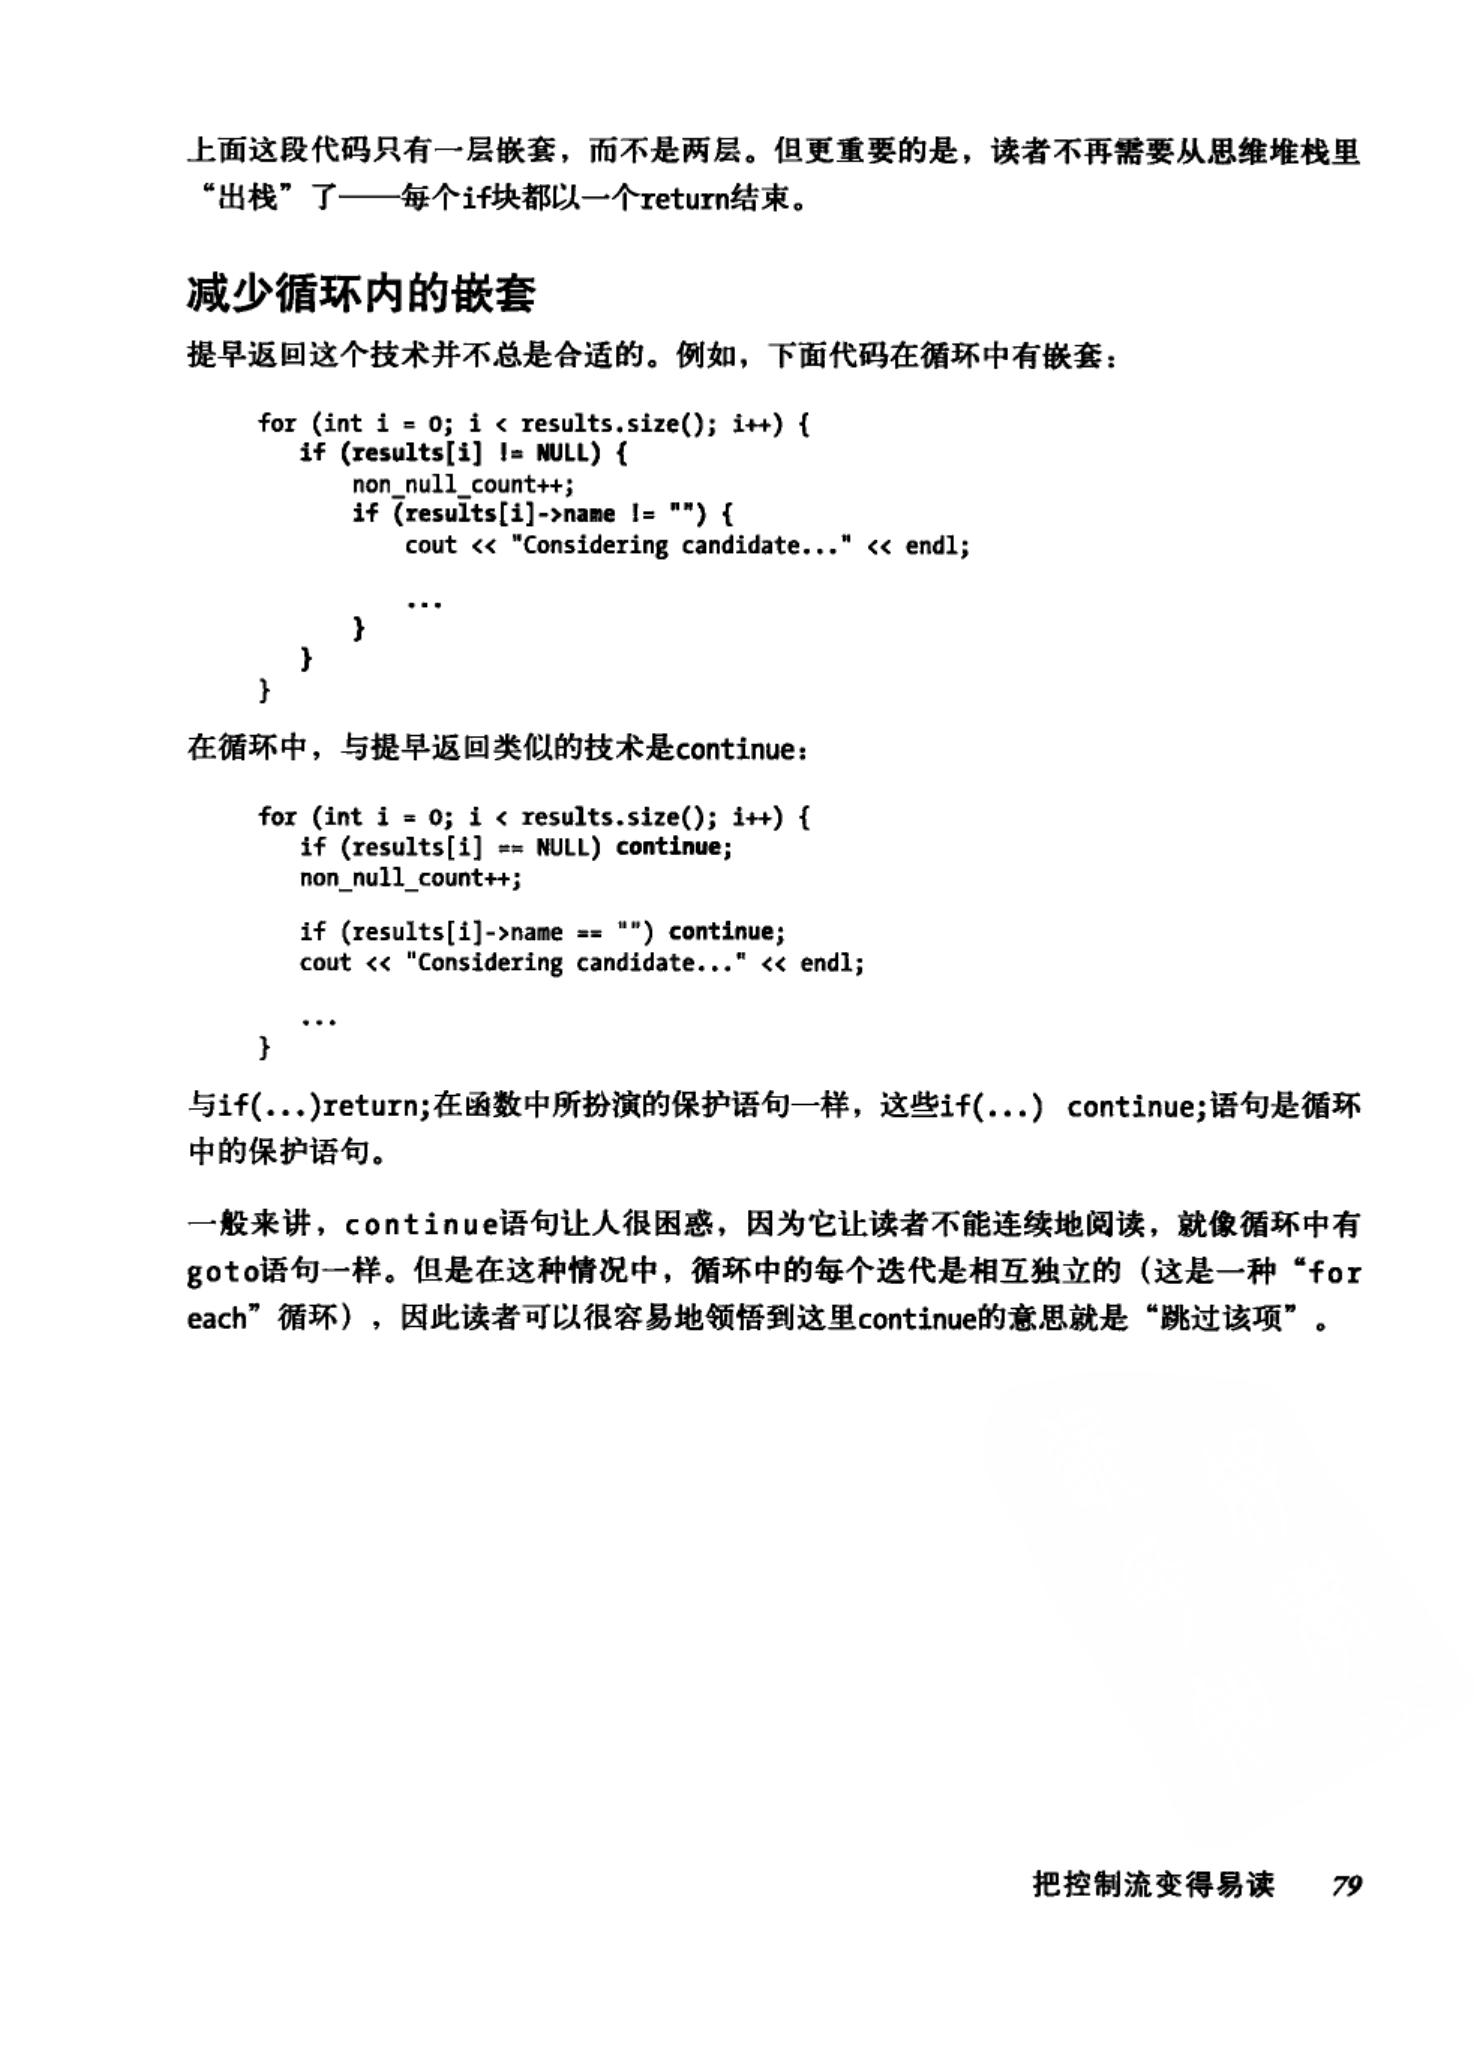 上面这段代码只有一层嵌套，而不是两层。但更重要的是，读者不再需要从思维堆栈里
“出栈”了——每个if块都以一个return结束。
减少循环内的嵌套
提早返回这个技术并不总是合适的。例如，下面代码在循环中有嵌套：
for (int i = 0; i < results.size(); i++) {
    if (results[i] != NULL) {
        non_null_count++;
        if (results[i]->name != "") {
            cout << "Considering candidate..." << endl;
            ...
        }
    }
}
在循环中，与提早返回类似的技术是continue：
for (int i = 0; i < results.size(); i++) {
    if (results[i] == NULL) continue;
    non_null_count++;
    if (results[i]->name == "") continue;
    cout << "Considering candidate..." << endl;
    ...
}
与if(...)return;在函数中所扮演的保护语句一样，这些if(...) continue;语句是循环
中的保护语句。
一般来讲，continue语句让人很困惑，因为它让读者不能连续地阅读，就像循环中有
goto语句一样。但是在这种情况中，循环中的每个迭代是相互独立的（这是一种“for
each”循环），因此读者可以很容易地领悟到这里continue的意思就是“跳过该项”。
把控制流变得易读 79